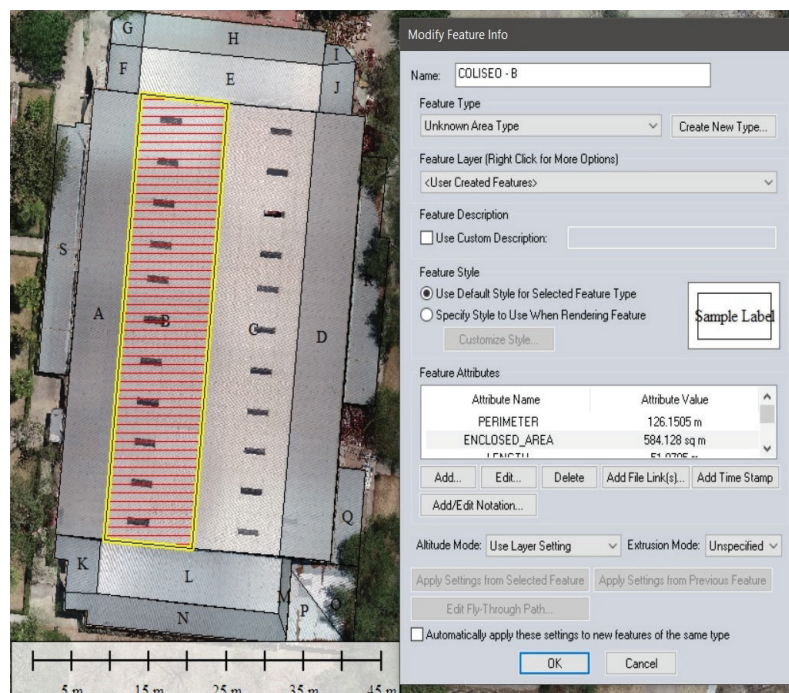 G
H
I
F
E
J
S
A
B
C
R
D
Q
K
L
M
O
N
P
5 m 15 m 25 m 35 m 45 m
Modify Feature Info
Name: COLISEO - B
Feature Type
Unknown Area Type Create New Type...
Feature Layer (Right Click for More Options)
<User Created Features>
Feature Description
Use Custom Description:
Feature Style
Use Default Style for Selected Feature Type
Specify Style to Use When Rendering Feature
Sample Label
Customize Style...
Feature Attributes
Attribute Name Attribute Value
PERIMETER 126.1505 m
ENCLOSED_AREA 584.128 sq m
LENGTH
Add... Edit... Delete Add File Link(s)... Add Time Stamp
Add/Edit Notation...
Altitude Mode: Use Layer Setting Extrusion Mode: Unspecified
Apply Settings from Selected Feature Apply Settings from Previous Feature
Edit Fly-Through Path...
Automatically apply these settings to new features of the same type
OK Cancel